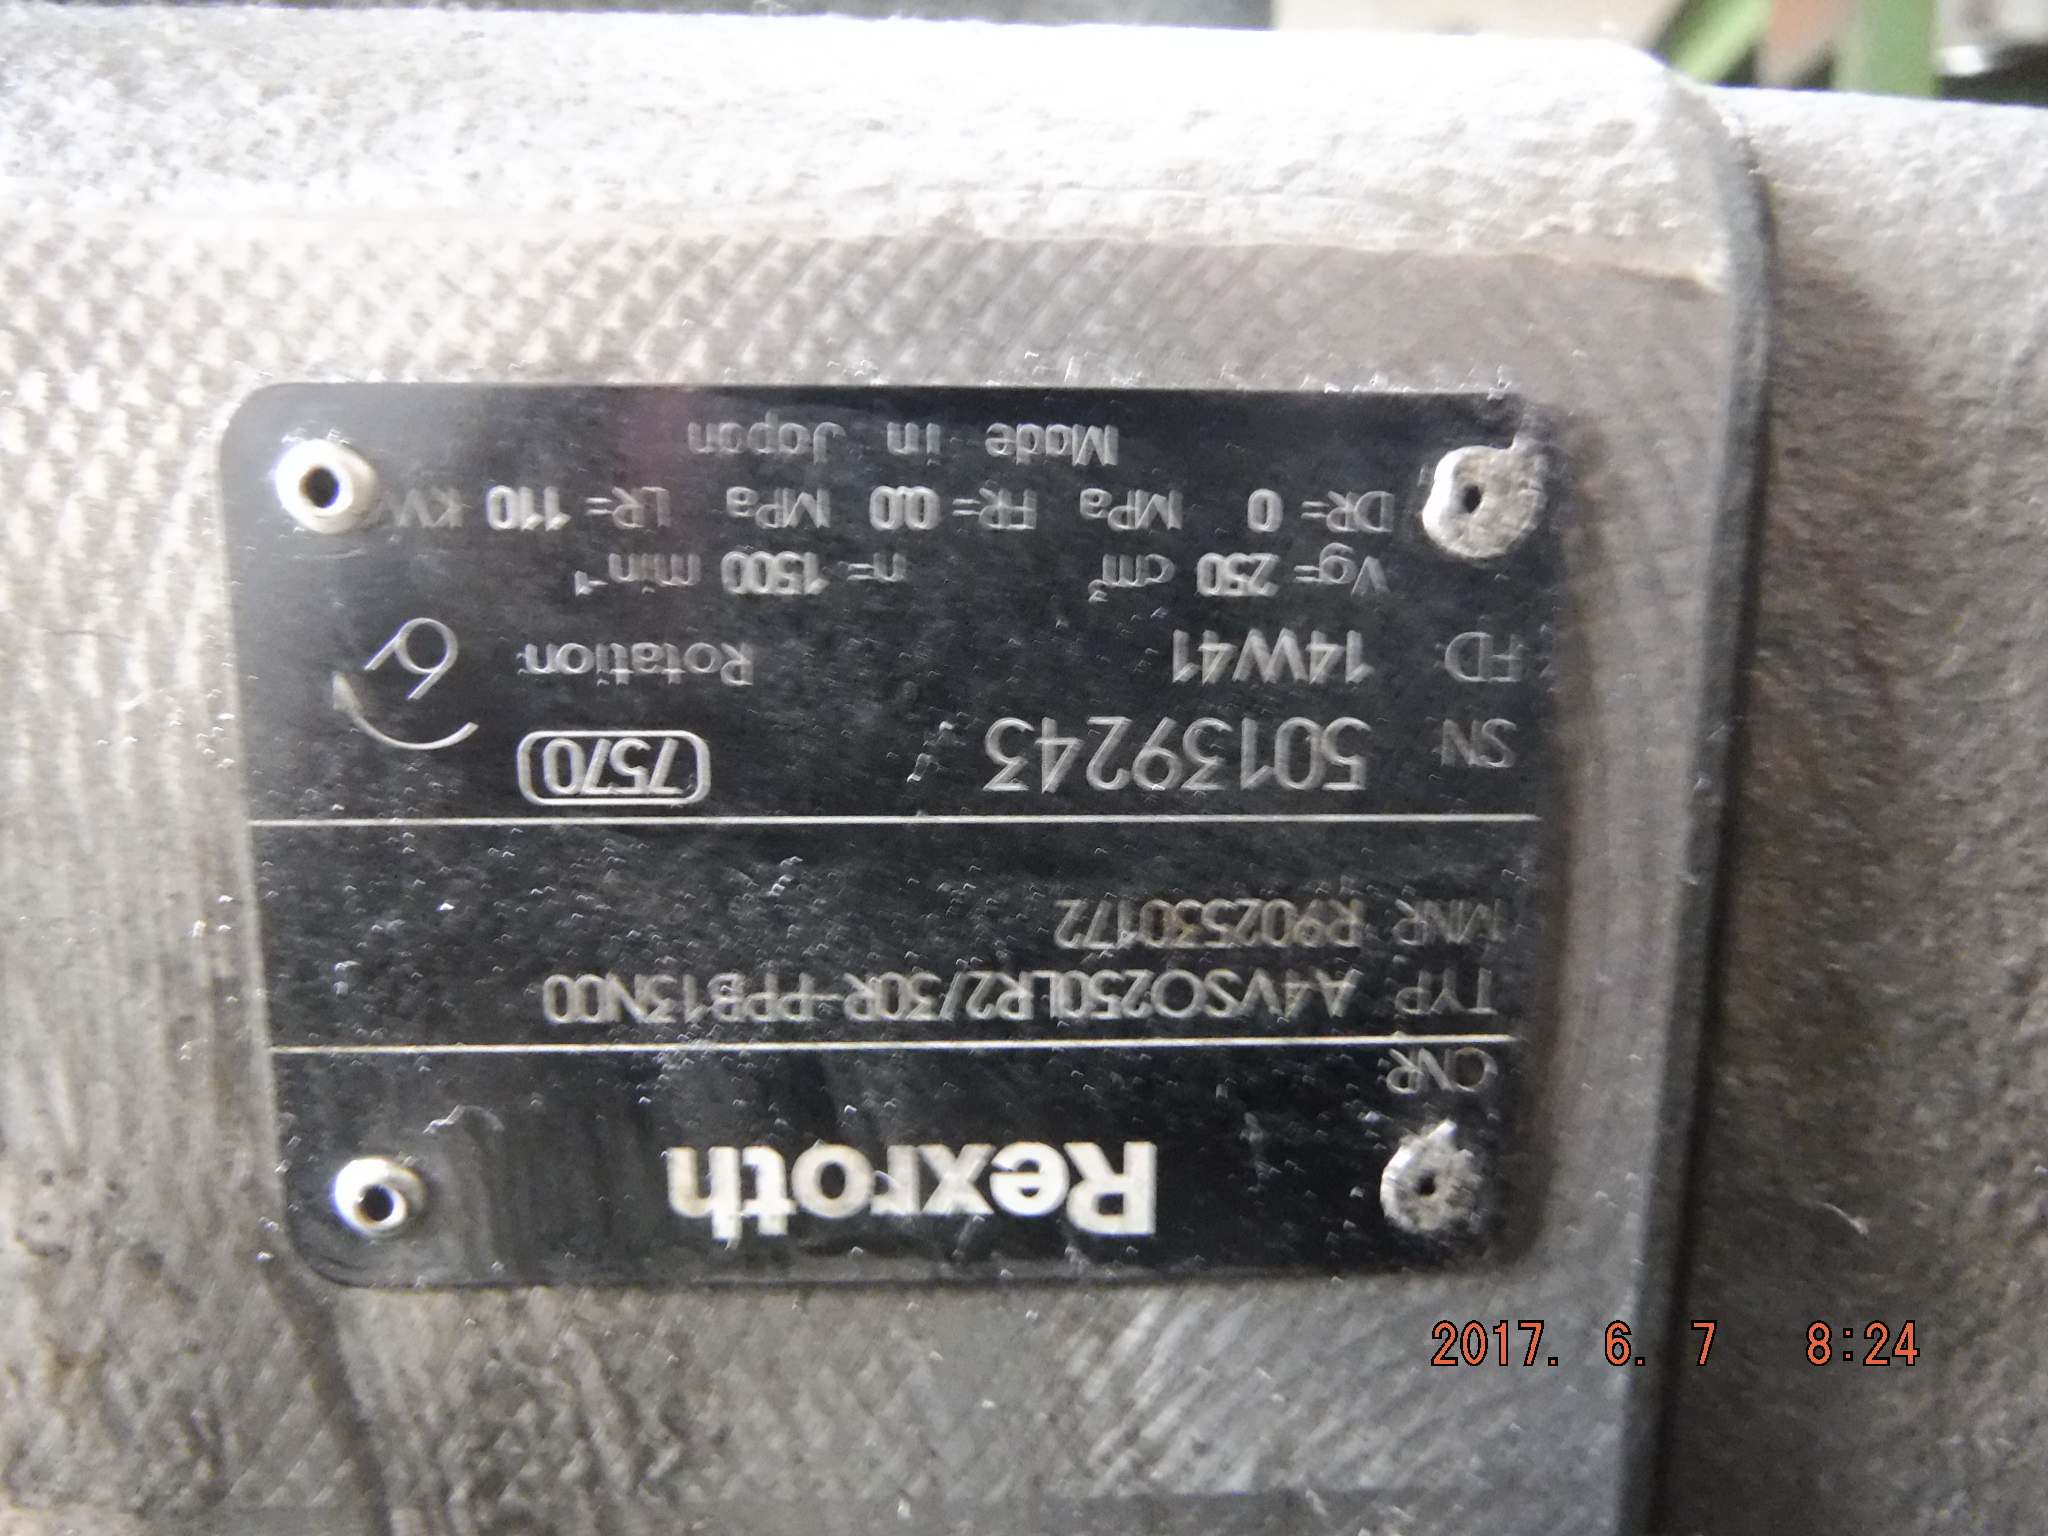 Rexroth
CNR
TYP A4VSO250LR2/30R-PPB13N00
MNR R902530172
SN 50139243 7570
FD 14W41 Rotation
Vg= 250 cm³ n= 1500 min⁻¹
DR= 0 MPa FR= 0.0 MPa LR= 110 KW
Made in Japan
2017. 6. 7 8:24